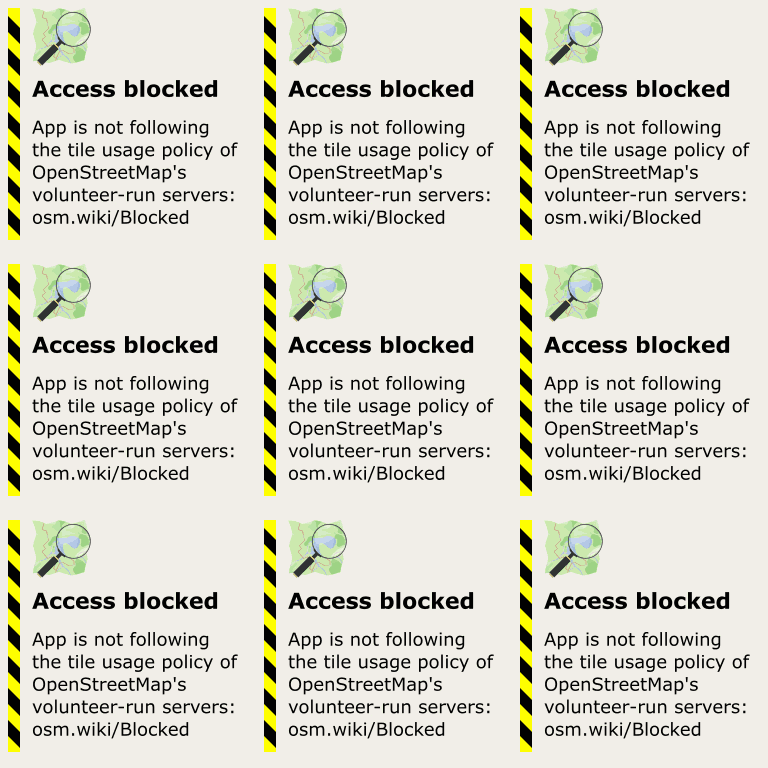 Access blocked
App is not following
the tile usage policy of
OpenStreetMap's
volunteer-run servers:
osm.wiki/Blocked
Access blocked
App is not following
the tile usage policy of
OpenStreetMap's
volunteer-run servers:
osm.wiki/Blocked
Access blocked
App is not following
the tile usage policy of
OpenStreetMap's
volunteer-run servers:
osm.wiki/Blocked
Access blocked
App is not following
the tile usage policy of
OpenStreetMap's
volunteer-run servers:
osm.wiki/Blocked
Access blocked
App is not following
the tile usage policy of
OpenStreetMap's
volunteer-run servers:
osm.wiki/Blocked
Access blocked
App is not following
the tile usage policy of
OpenStreetMap's
volunteer-run servers:
osm.wiki/Blocked
Access blocked
App is not following
the tile usage policy of
OpenStreetMap's
volunteer-run servers:
osm.wiki/Blocked
Access blocked
App is not following
the tile usage policy of
OpenStreetMap's
volunteer-run servers:
osm.wiki/Blocked
Access blocked
App is not following
the tile usage policy of
OpenStreetMap's
volunteer-run servers:
osm.wiki/Blocked